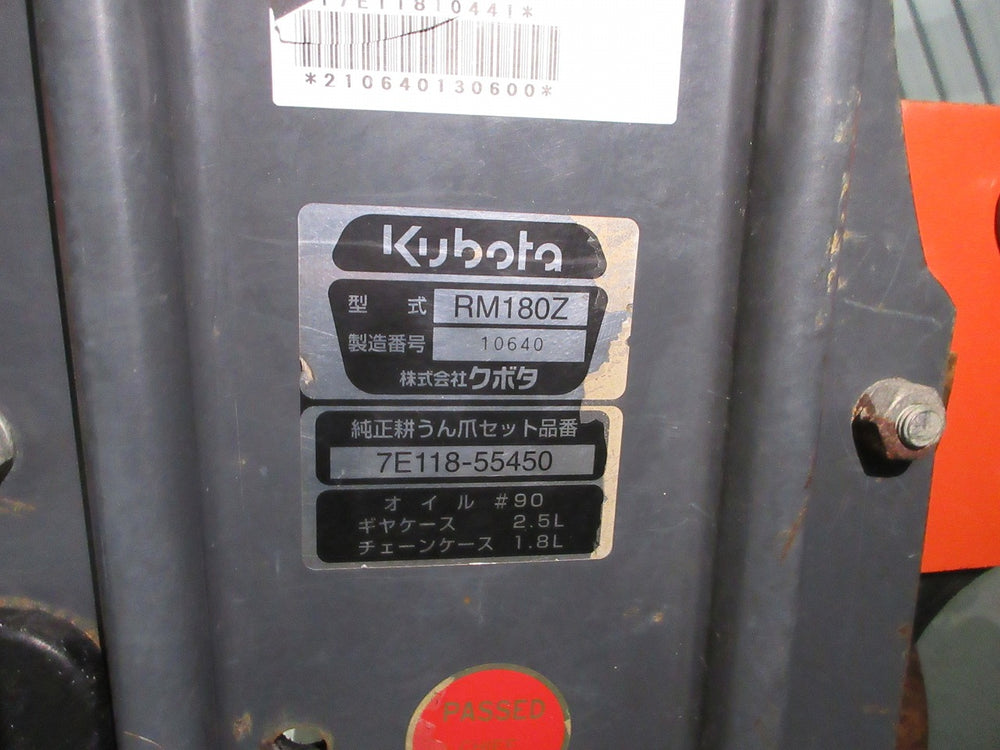 7E11810441*
*210640130600*
Kubota
型 式 RM180Z
製造番号 10640
株式会社クボタ
純正耕うん爪セット品番
7E118-55450
オイル #90
ギヤケース 2.5L
チェーンケース 1.8L
PASSED